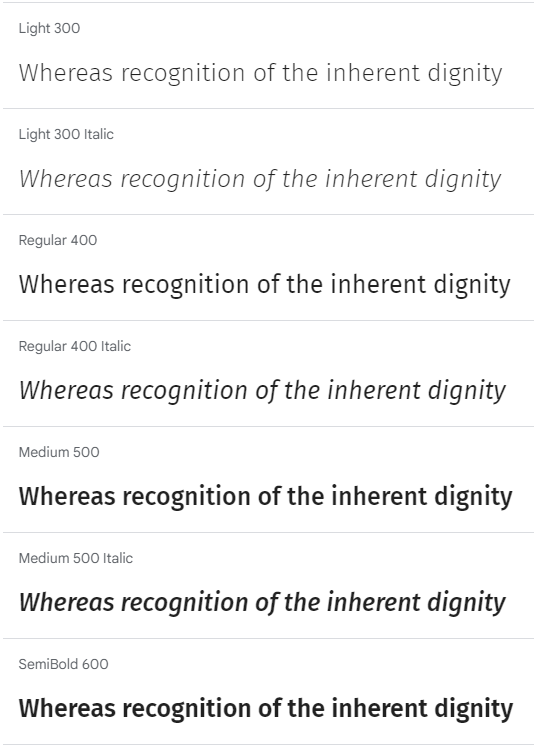 Light 300
Whereas recognition of the inherent dignity
Light 300 Italic
Whereas recognition of the inherent dignity
Regular 400
Whereas recognition of the inherent dignity
Regular 400 Italic
Whereas recognition of the inherent dignity
Medium 500
Whereas recognition of the inherent dignity
Medium 500 Italic
Whereas recognition of the inherent dignity
SemiBold 600
Whereas recognition of the inherent dignity